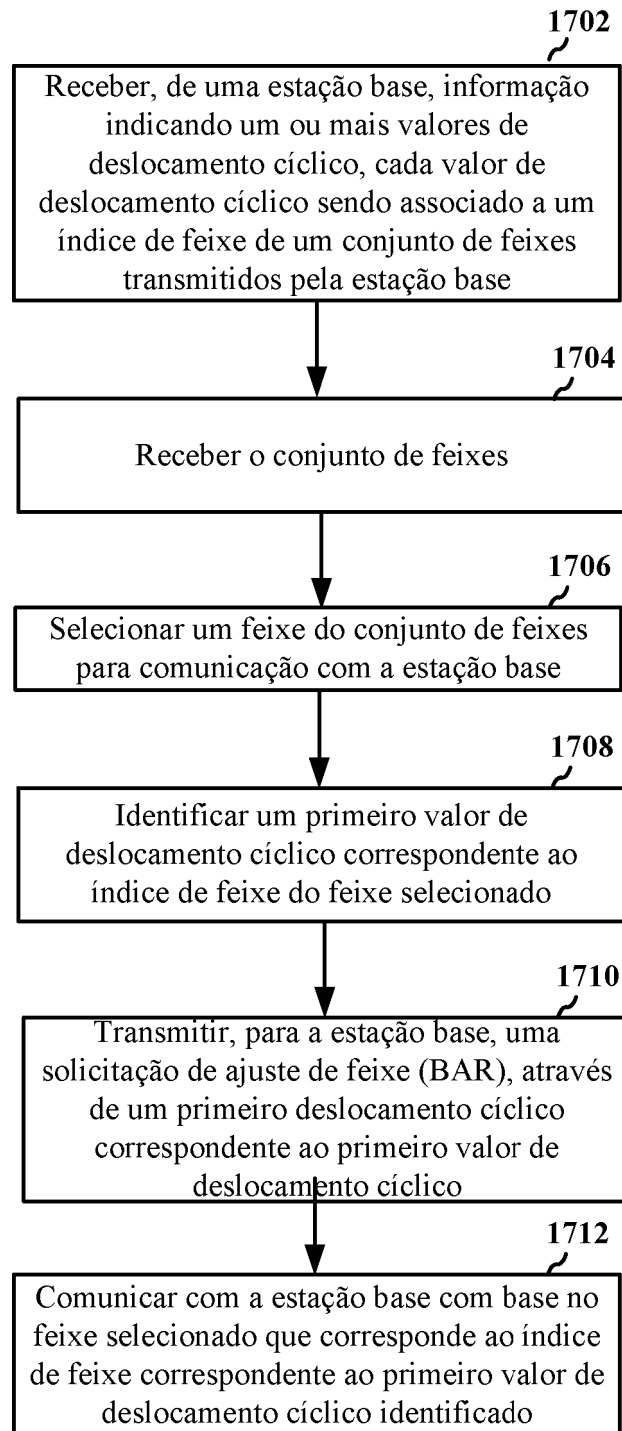 1702
Receber, de uma estação base, informação
indicando um ou mais valores de
deslocamento cíclico, cada valor de
deslocamento cíclico sendo associado a um
índice de feixe de um conjunto de feixes
transmitidos pela estação base
1704
Receber o conjunto de feixes
1706
Selecionar um feixe do conjunto de feixes
para comunicação com a estação base
1708
Identificar um primeiro valor de
deslocamento cíclico correspondente ao
índice de feixe do feixe selecionado
1710
Transmitir, para a estação base, uma
solicitação de ajuste de feixe (BAR), através
de um primeiro deslocamento cíclico
correspondente ao primeiro valor de
deslocamento cíclico
1712
Comunicar com a estação base com base no
feixe selecionado que corresponde ao índice
de feixe correspondente ao primeiro valor de
deslocamento cíclico identificado